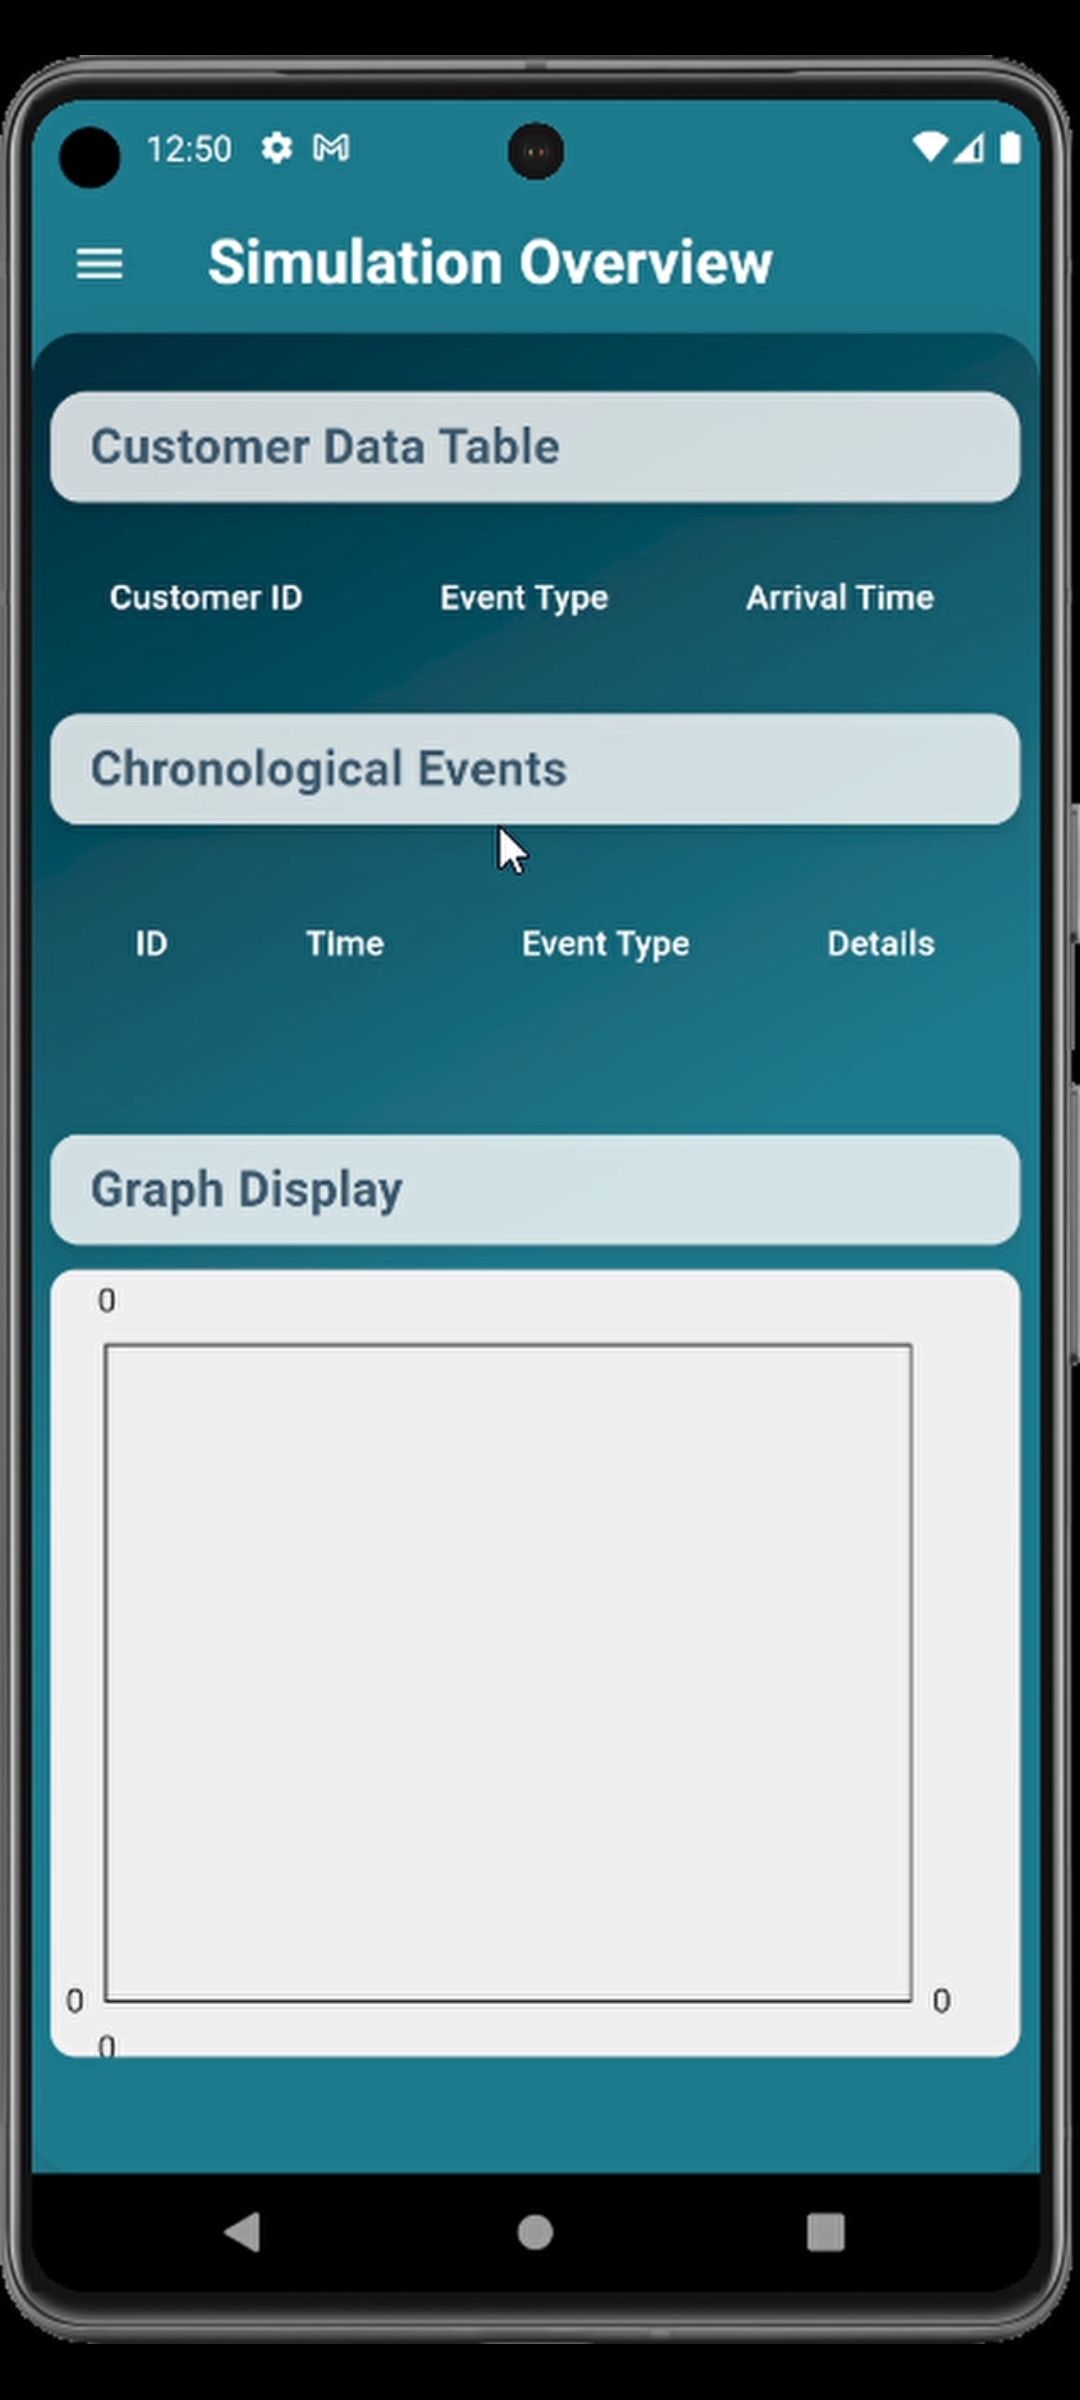 12:50
Simulation Overview
Customer Data Table
Customer ID Event Type Arrival Time
Chronological Events
ID Time Event Type Details
Graph Display
0
0 0
0